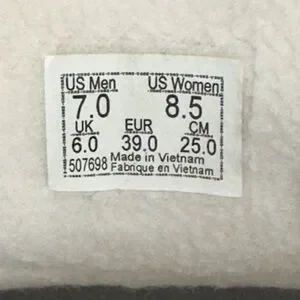 US Men US Women
7.0 8.5
UK EUR CM
6.0 39.0 25.0
507698 Made in Vietnam
Fabrique en Vietnam